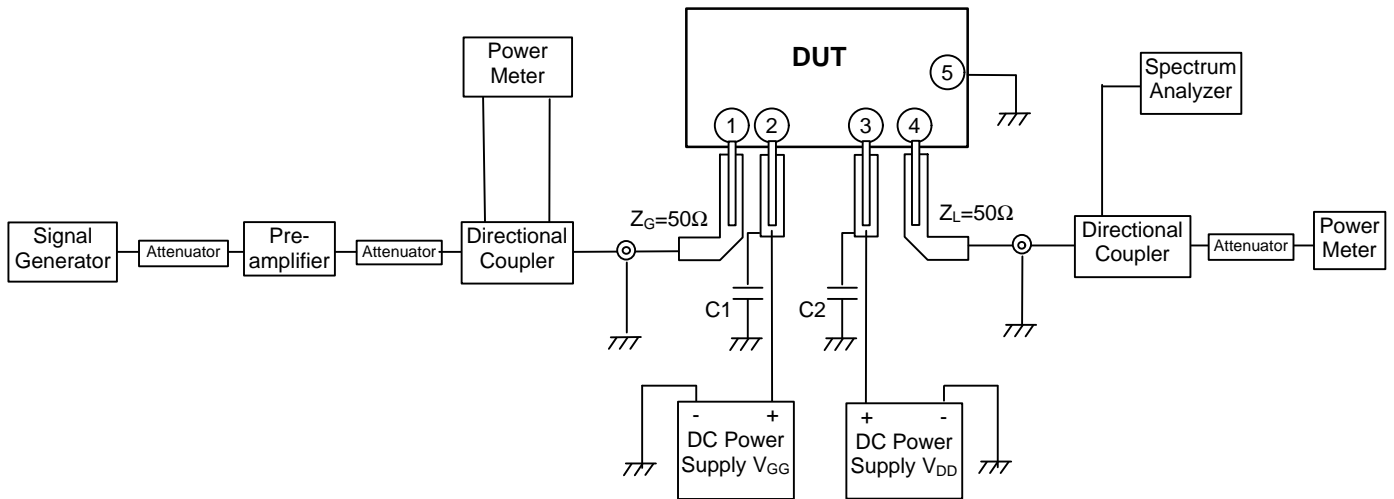 Power
Meter
DUT
5
Spectrum
Analyzer
1
2
3
4
Z_G=50Ω
Z_L=50Ω
Signal
Generator
Attenuator
Pre-
amplifier
Attenuator
Directional
Coupler
Directional
Coupler
Attenuator
Power
Meter
C1
C2
- +
DC Power
Supply V_GG
+ -
DC Power
Supply V_DD